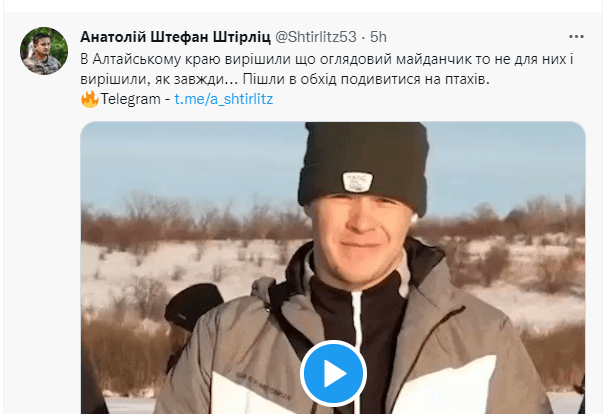 Анатолій Штефан Штірліц @Shtirlitz53 · 5h
В Алтайському краю вирішили що оглядовий майданчик то не для них і
вирішили, як завжди… Пішли в обхід подивитися на птахів.
🔥Telegram - t.me/a_shtirlitz